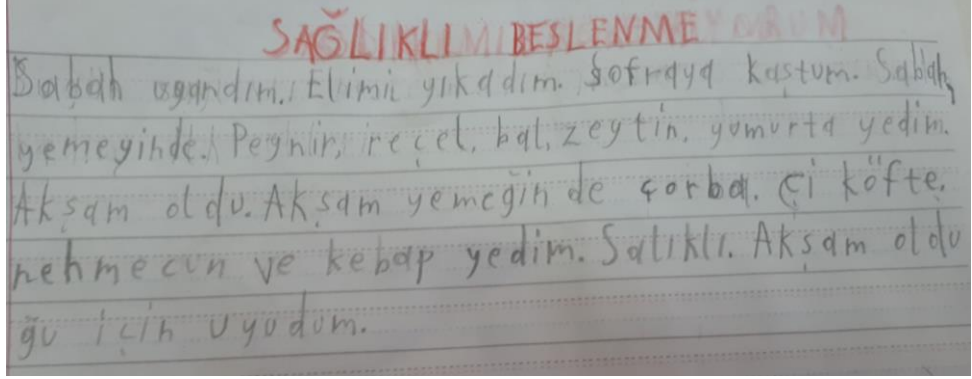 SAĞLIKLI BESLENME
Sabah uyandım. Elimi yıkadım. Sofraya kostum. Sabah
yemeyinde. Peynir, reçel, bal, zeytin, yumurta yedim.
Akşam oldu. Akşam yemeğin de çorba. Çi köfte.
nehmecun ve kebap yedim. Satıklı. Akşam oldu
ğu için uyudum.